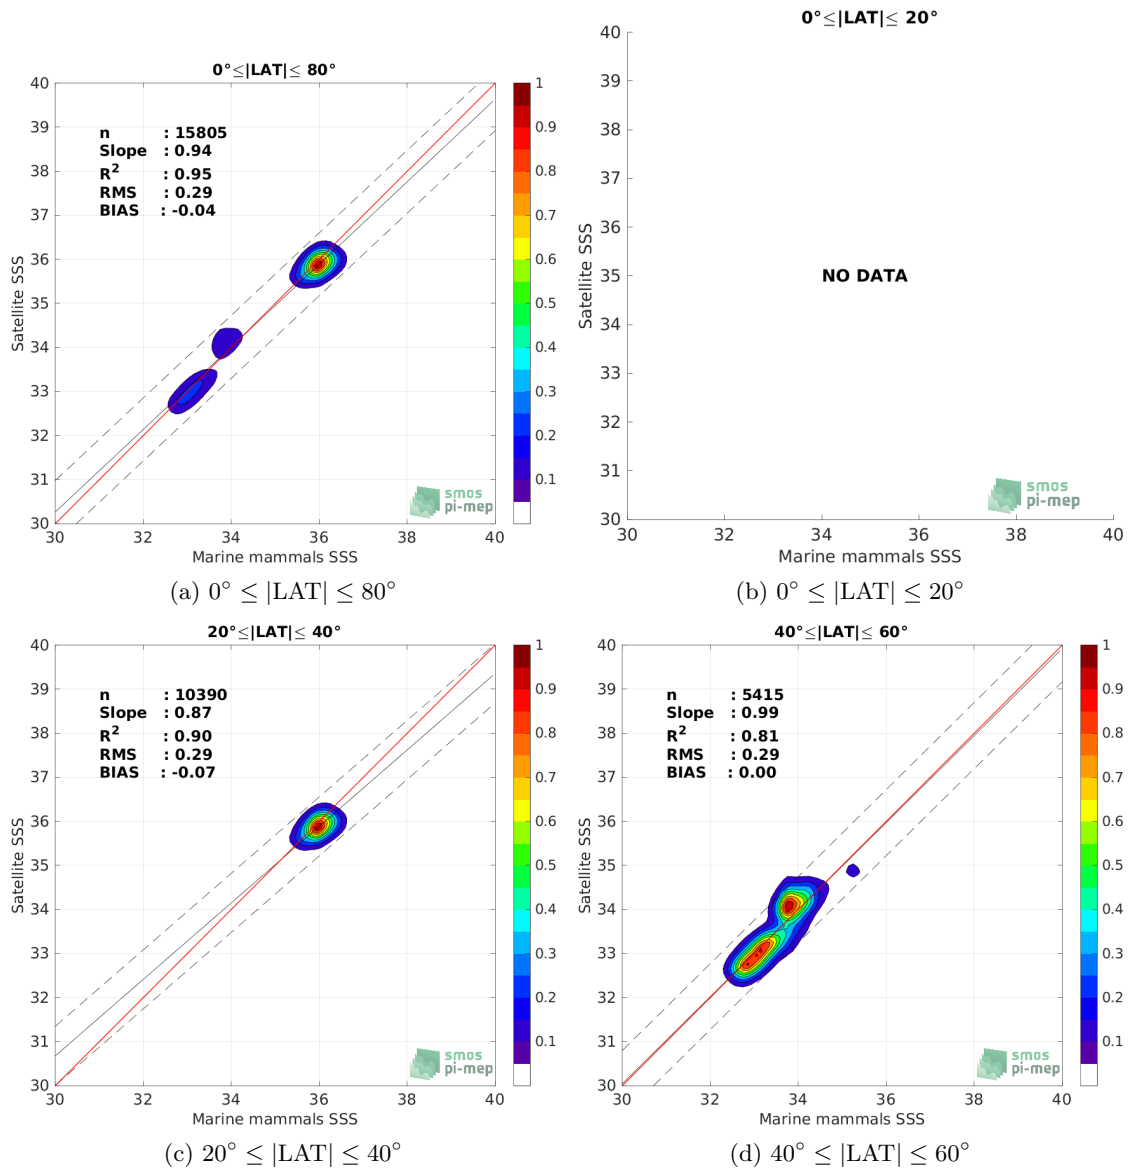 0°≤|LAT|≤ 80°
n : 15805
Slope : 0.94
R² : 0.95
RMS : 0.29
BIAS : -0.04
40
39
38
37
36
35
34
33
32
31
30
30 32 34 36 38 40
1
0.9
0.8
0.7
0.6
0.5
0.4
0.3
0.2
0.1
Satellite SSS
Marine mammals SSS
smos
pi-mep
(a) 0° ≤ |LAT| ≤ 80°
0°≤|LAT|≤ 20°
40
39
38
37
36
35
34
33
32
31
30
30 32 34 36 38 40
Satellite SSS
NO DATA
Marine mammals SSS
smos
pi-mep
(b) 0° ≤ |LAT| ≤ 20°
20°≤|LAT|≤ 40°
n : 10390
Slope : 0.87
R² : 0.90
RMS : 0.29
BIAS : -0.07
40
39
38
37
36
35
34
33
32
31
30
30 32 34 36 38 40
1
0.9
0.8
0.7
0.6
0.5
0.4
0.3
0.2
0.1
Satellite SSS
Marine mammals SSS
smos
pi-mep
(c) 20° ≤ |LAT| ≤ 40°
40°≤|LAT|≤ 60°
n : 5415
Slope : 0.99
R² : 0.81
RMS : 0.29
BIAS : 0.00
40
39
38
37
36
35
34
33
32
31
30
30 32 34 36 38 40
1
0.9
0.8
0.7
0.6
0.5
0.4
0.3
0.2
0.1
Satellite SSS
Marine mammals SSS
smos
pi-mep
(d) 40° ≤ |LAT| ≤ 60°